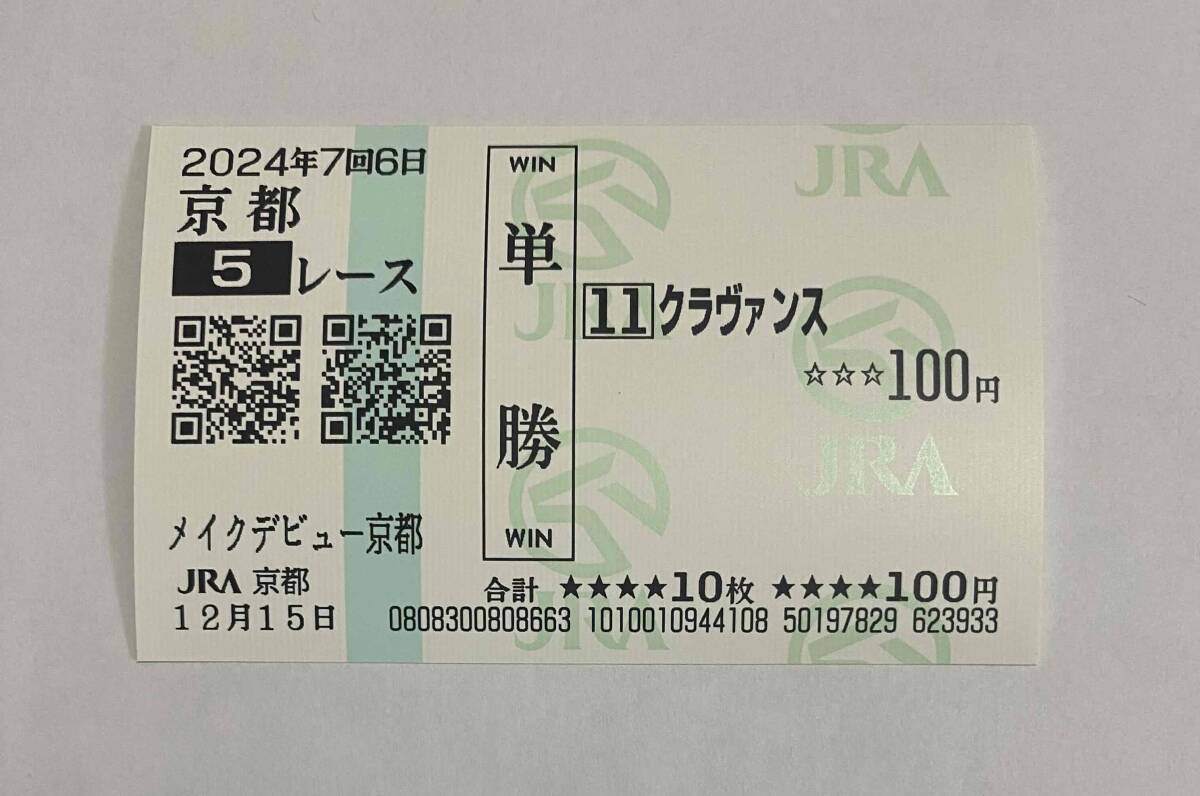 2024年7回6日
京都
5レース
メイクデビュー京都
JRA 京都
12月15日
WIN
単勝
WIN
11クラヴァンス
☆☆☆100円
合計 ★★★★10枚 ★★★★100円
0808300808663 1010010944108 50197829 623933
JRA
JRA
JRA
JRA